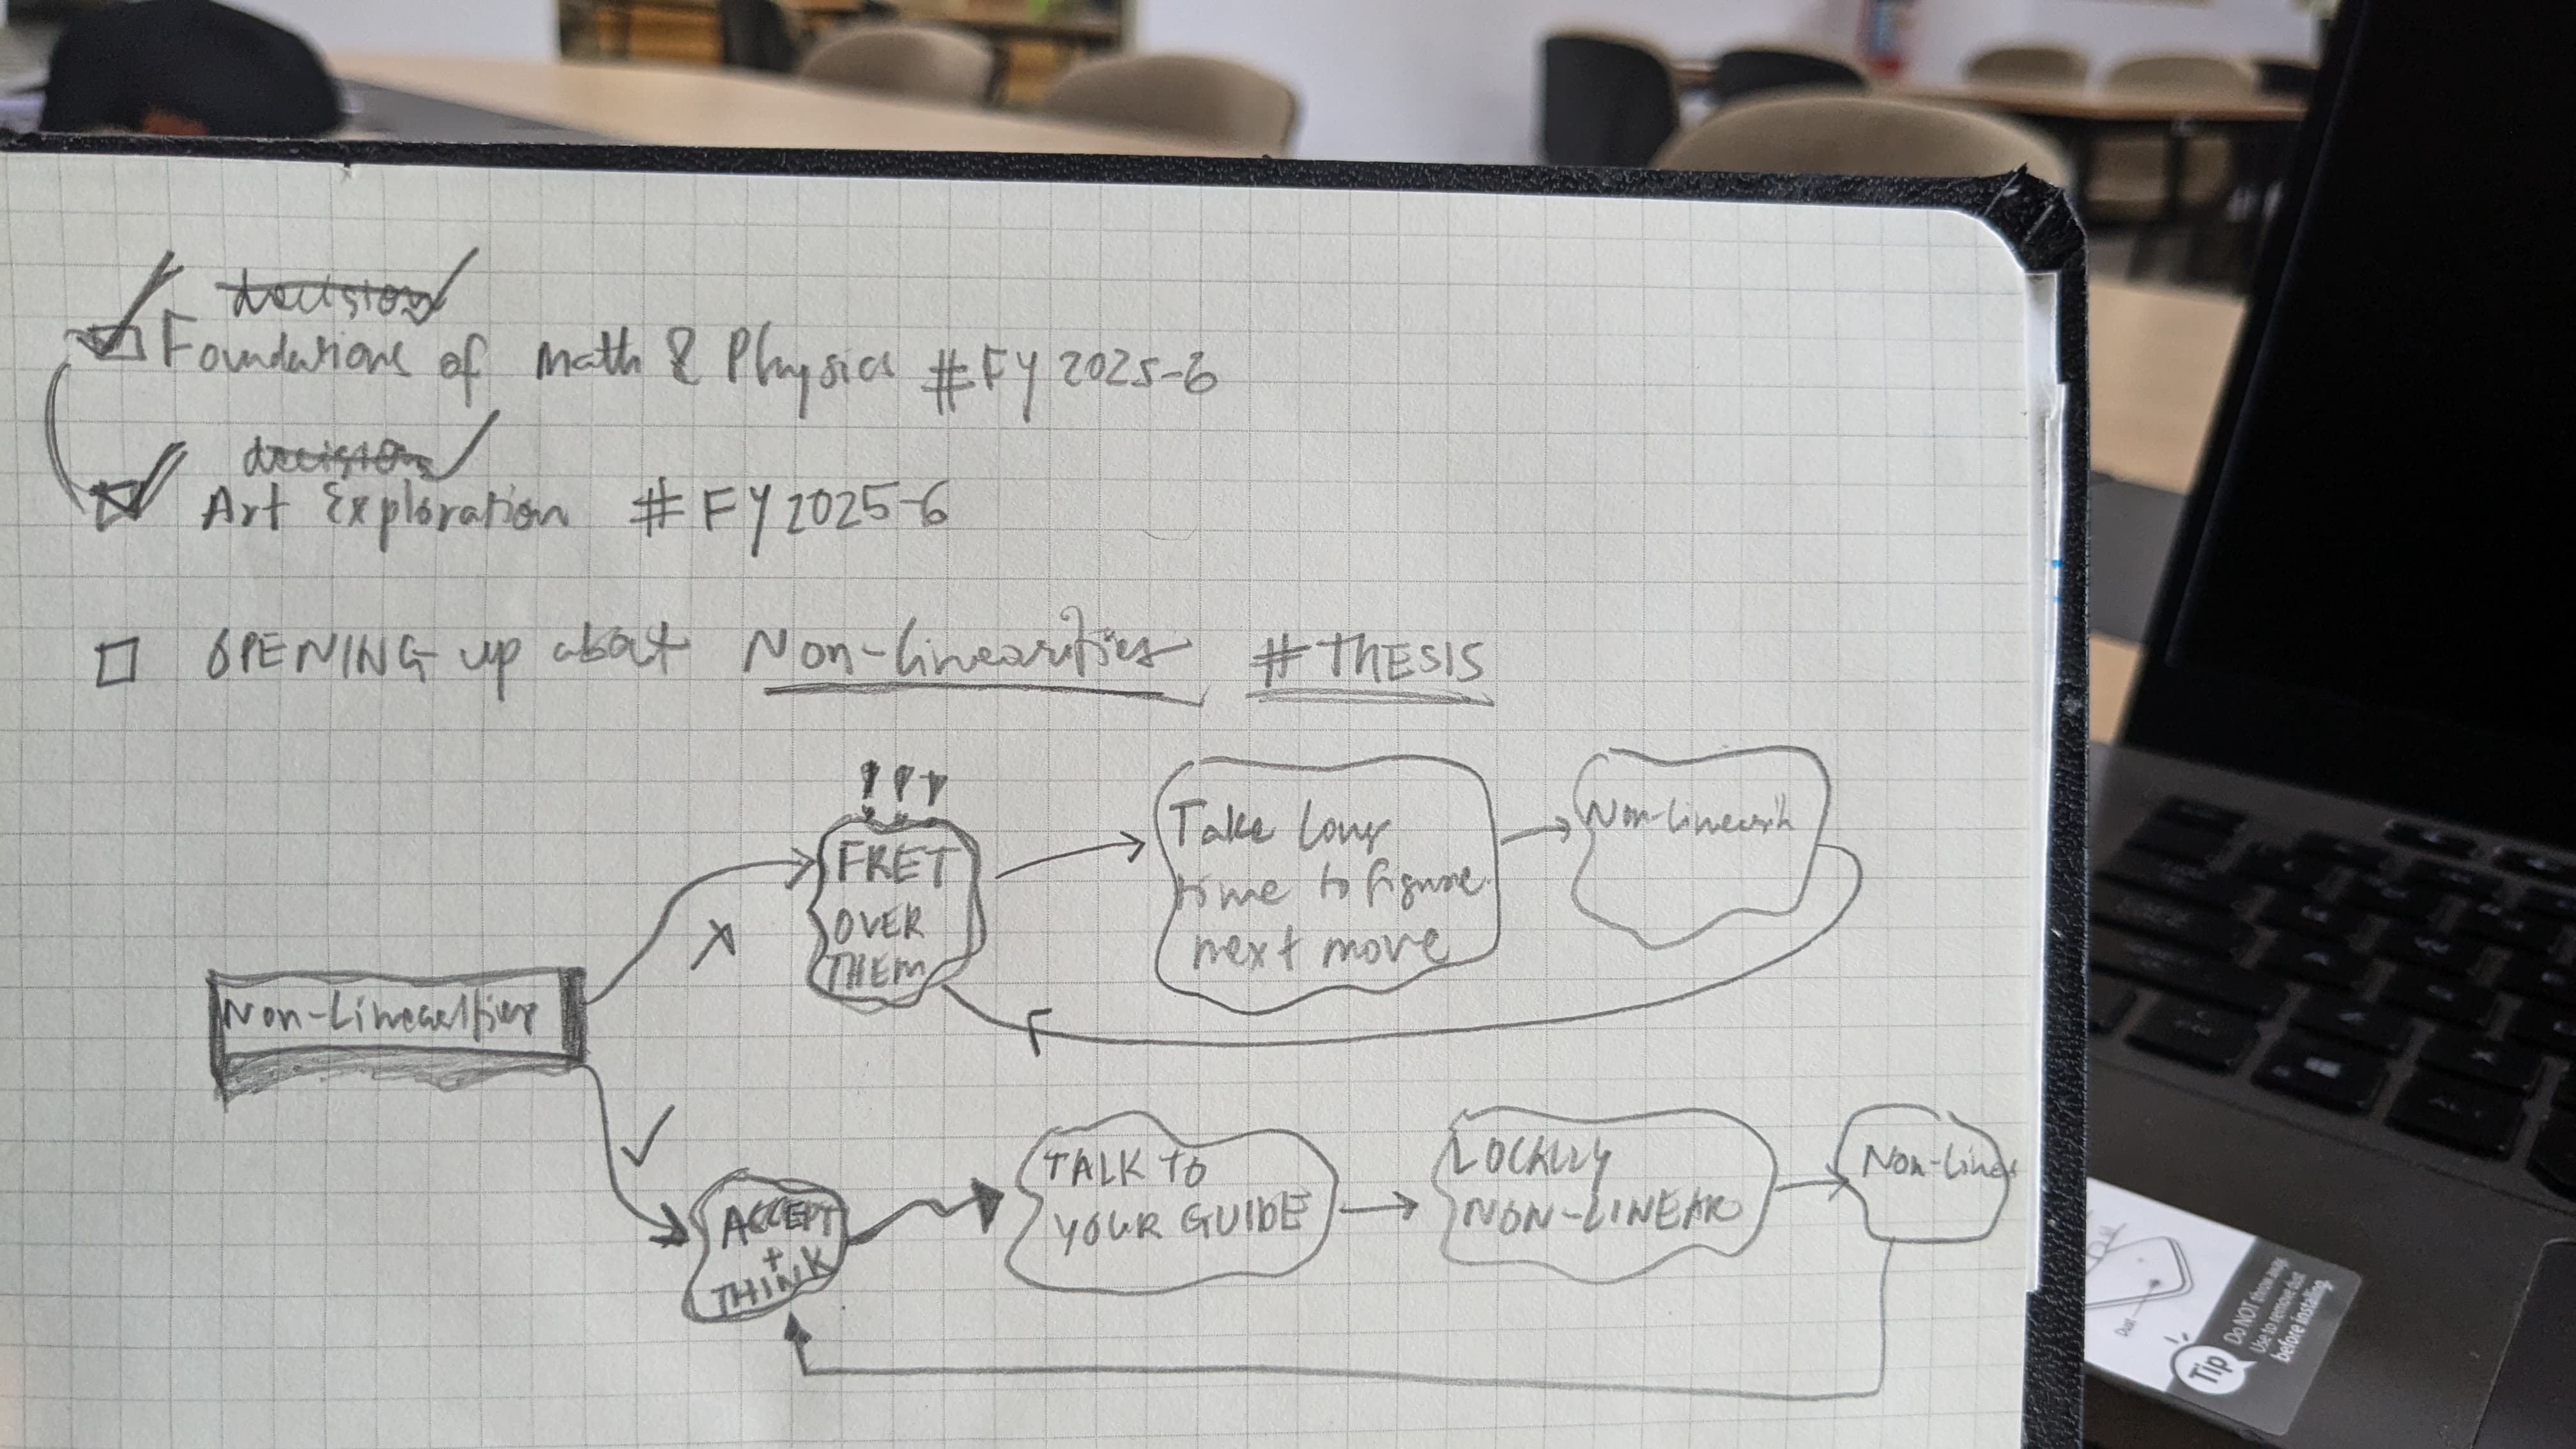 decision
Foundations of math & Physics #FY 2025-6
decision
Art Exploration #FY 2025-6
OPENING up about Non-linearities #THESIS
FRET
OVER
THEM
Take long
time to figure
next move
Non-linearit
Non-Linearities
ACCEPT
+
THINK
TALK TO
YOUR GUIDE
LOCALLY
NON-LINEAR
Non-Linea
Tip
Do NOT throw away.
Use to remove dust
before installing.
Dust